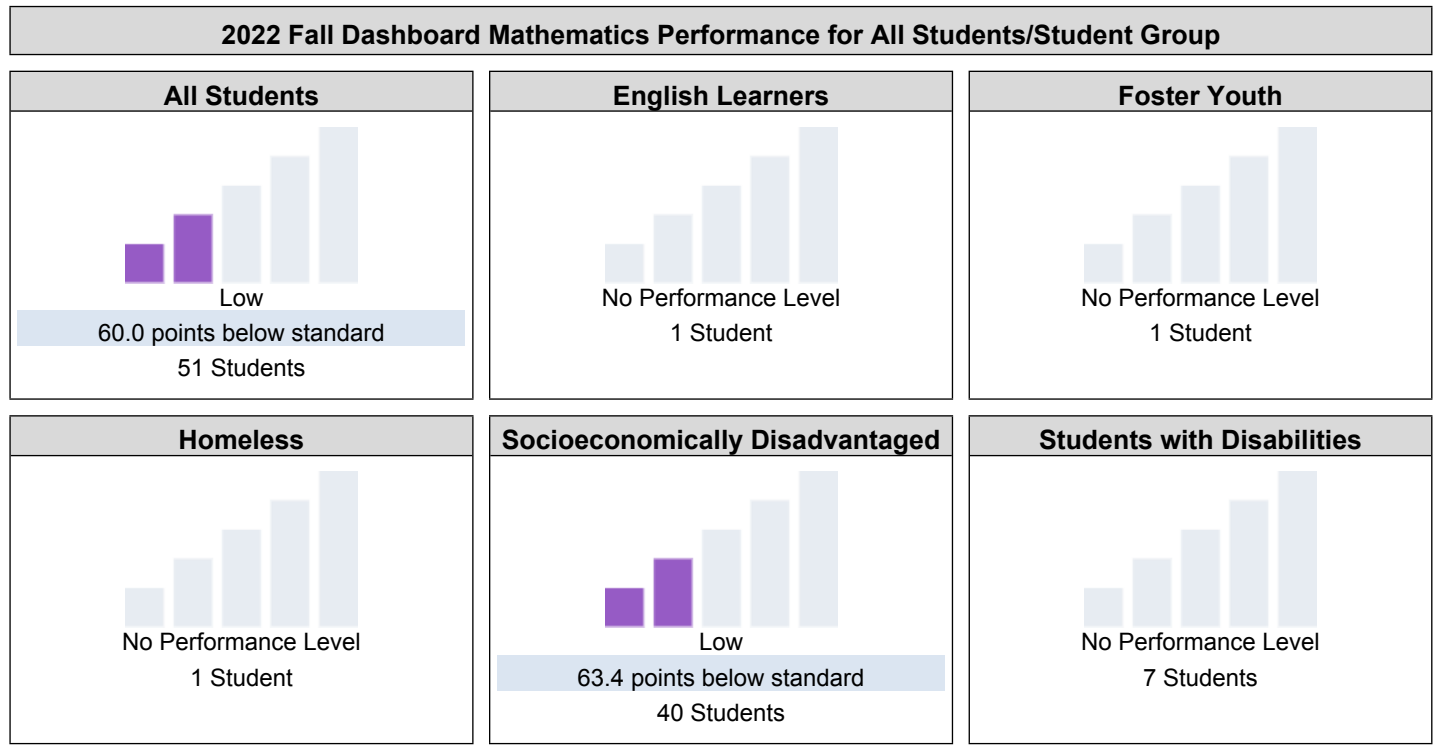 2022 Fall Dashboard Mathematics Performance for All Students/Student Group
All Students
Low
60.0 points below standard
51 Students
English Learners
No Performance Level
1 Student
Foster Youth
No Performance Level
1 Student
Homeless
No Performance Level
1 Student
Socioeconomically Disadvantaged
Low
63.4 points below standard
40 Students
Students with Disabilities
No Performance Level
7 Students